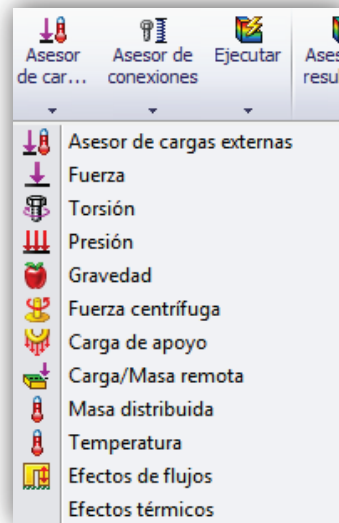 Asesor de car...
Asesor de conexiones
Ejecutar
Asesor de cargas externas
Fuerza
Torsión
Presión
Gravedad
Fuerza centrífuga
Carga de apoyo
Carga/Masa remota
Masa distribuida
Temperatura
Efectos de flujos
Efectos térmicos